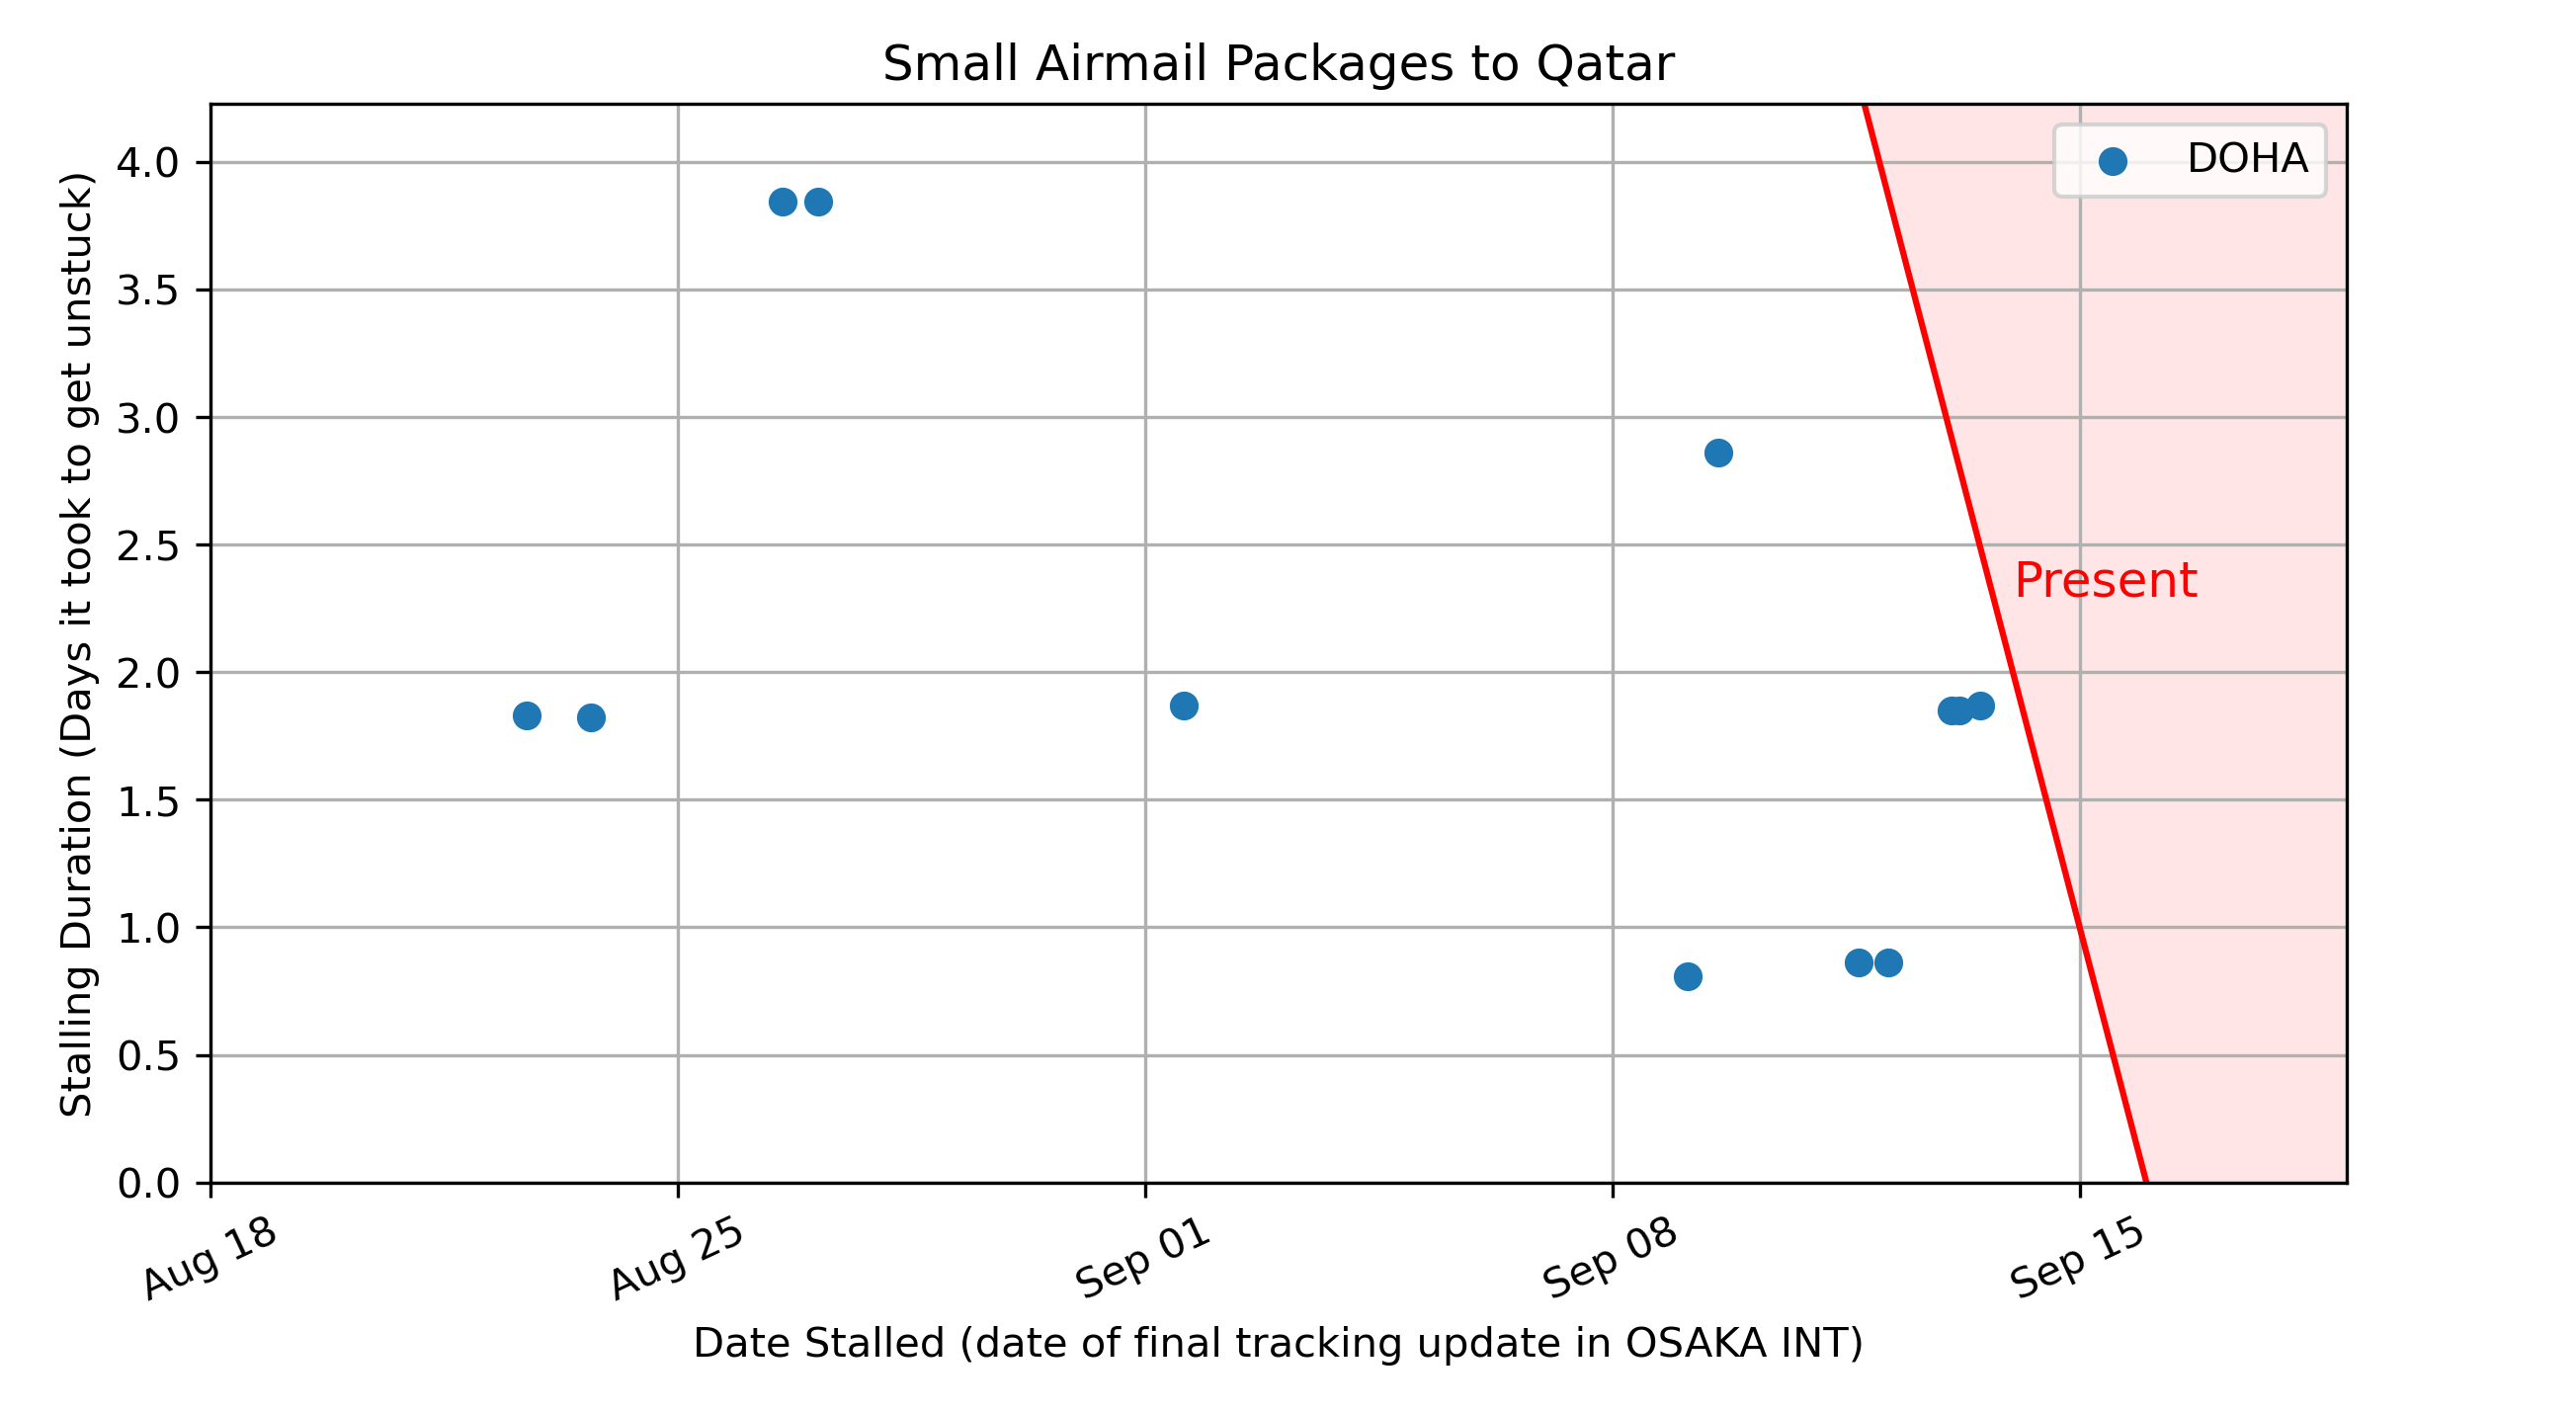 Small Airmail Packages to Qatar
DOHA
Present
Stalling Duration (Days it took to get unstuck)
4.0
3.5
3.0
2.5
2.0
1.5
1.0
0.5
0.0
Aug 18
Aug 25
Sep 01
Sep 08
Sep 15
Date Stalled (date of final tracking update in OSAKA INT)